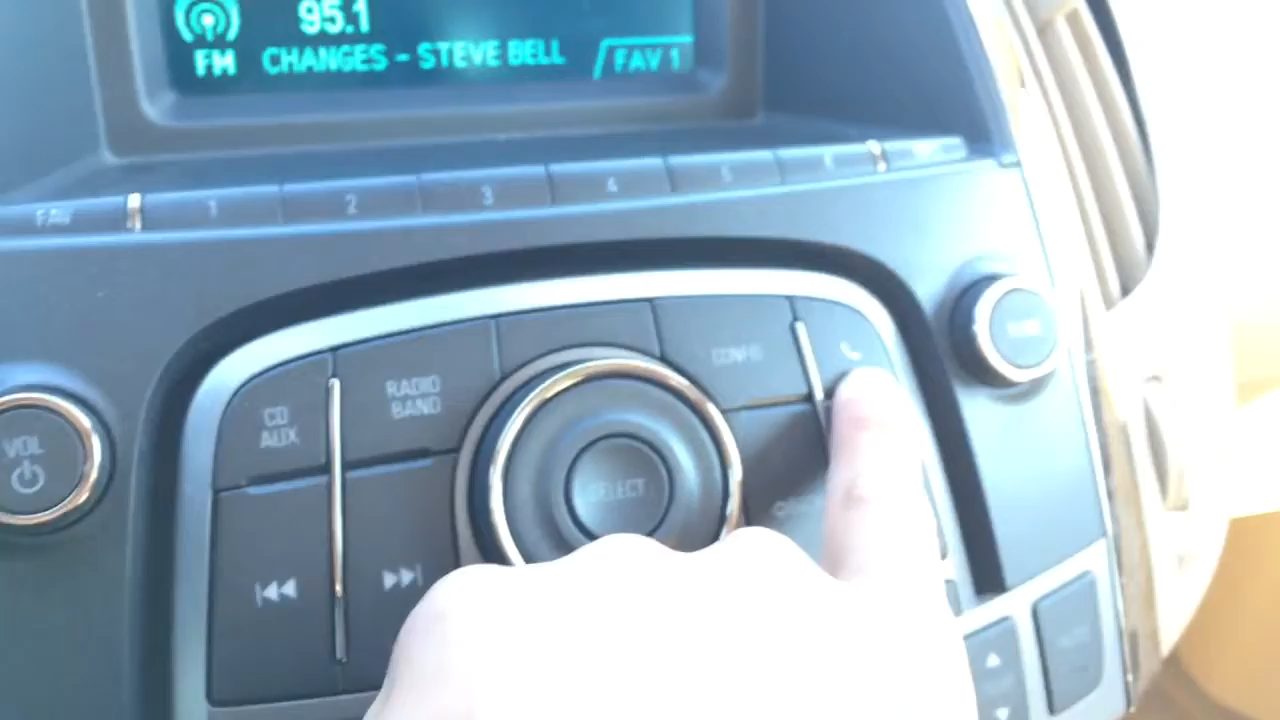 95.1
FM CHANGES - STEVE BELL FAV 1
FAV 1 2 3 4 5 6
CONFIG
RADIO
BAND
CD
AUX
VOL
SELECT